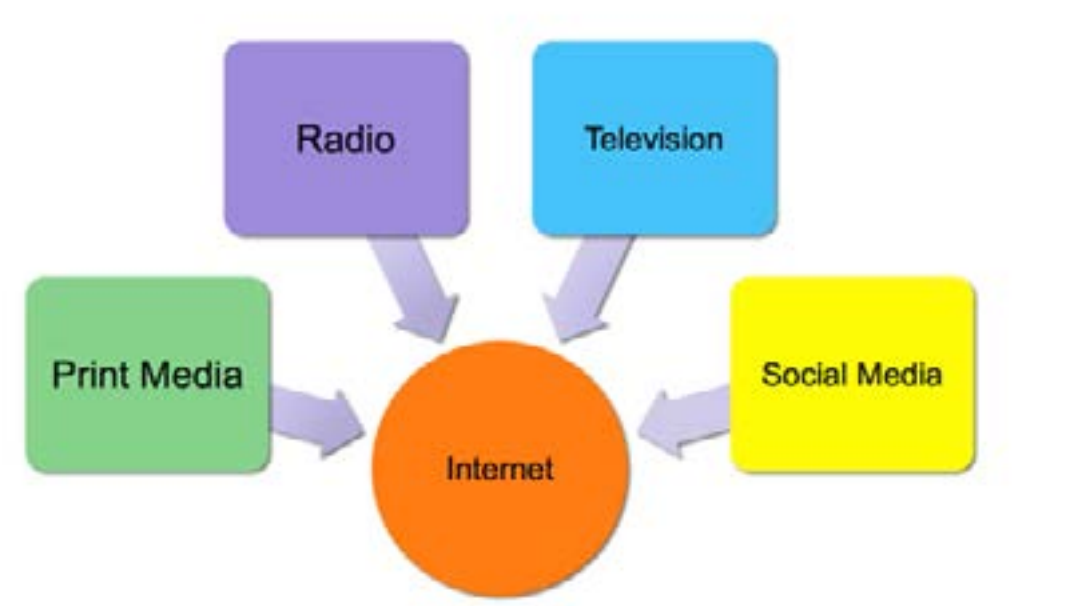 Radio
Television
Print Media
Social Media
Internet